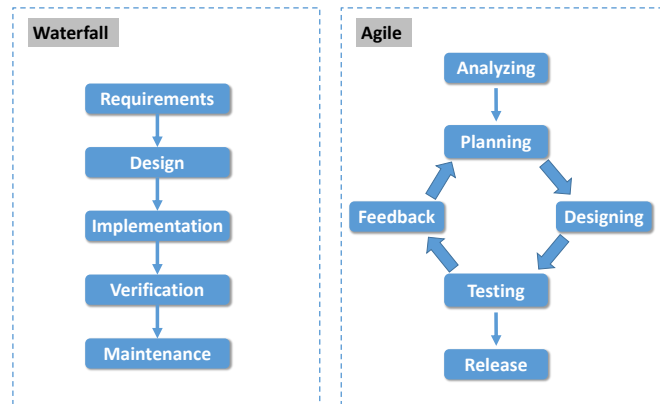 Waterfall
Requirements
Design
Implementation
Verification
Maintenance
Agile
Analyzing
Planning
Feedback
Designing
Testing
Release